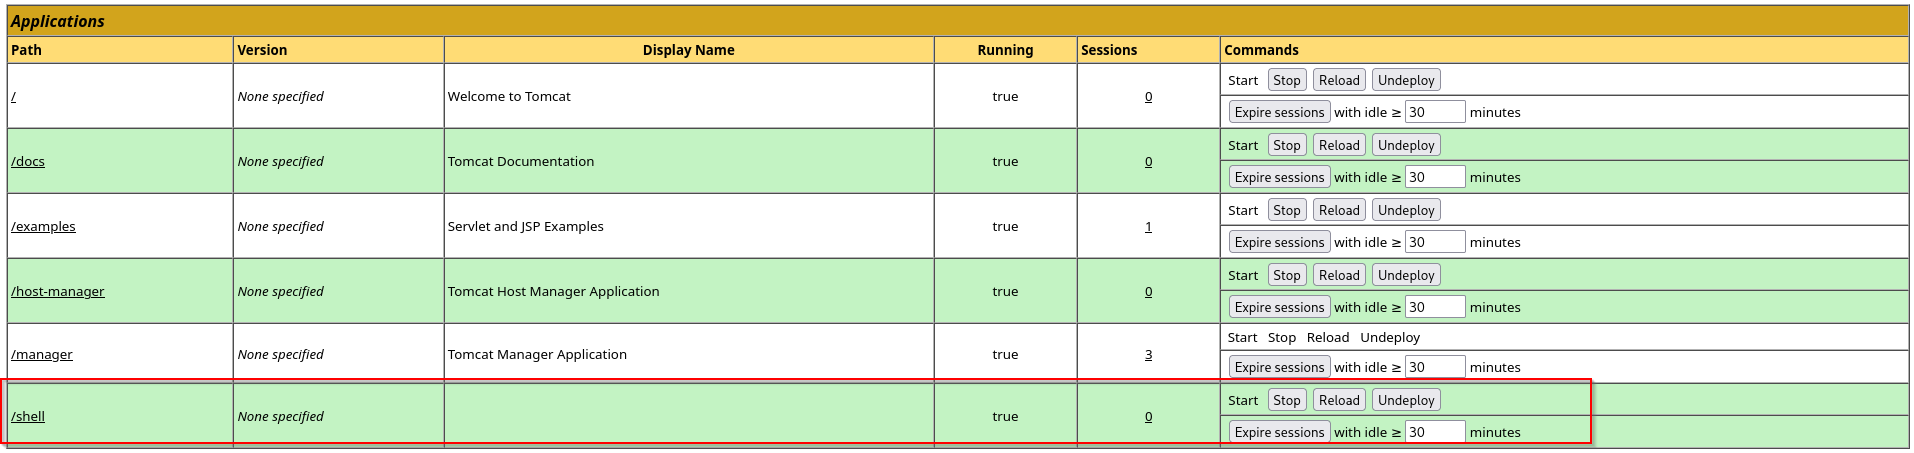 Applications
Path Version Display Name Running Sessions Commands
/ None specified Welcome to Tomcat true 0 Start Stop Reload Undeploy
Expire sessions with idle ≥ 30 minutes
/docs None specified Tomcat Documentation true 0 Start Stop Reload Undeploy
Expire sessions with idle ≥ 30 minutes
/examples None specified Servlet and JSP Examples true 1 Start Stop Reload Undeploy
Expire sessions with idle ≥ 30 minutes
/host-manager None specified Tomcat Host Manager Application true 0 Start Stop Reload Undeploy
Expire sessions with idle ≥ 30 minutes
/manager None specified Tomcat Manager Application true 3 Start Stop Reload Undeploy
Expire sessions with idle ≥ 30 minutes
/shell None specified true 0 Start Stop Reload Undeploy
Expire sessions with idle ≥ 30 minutes